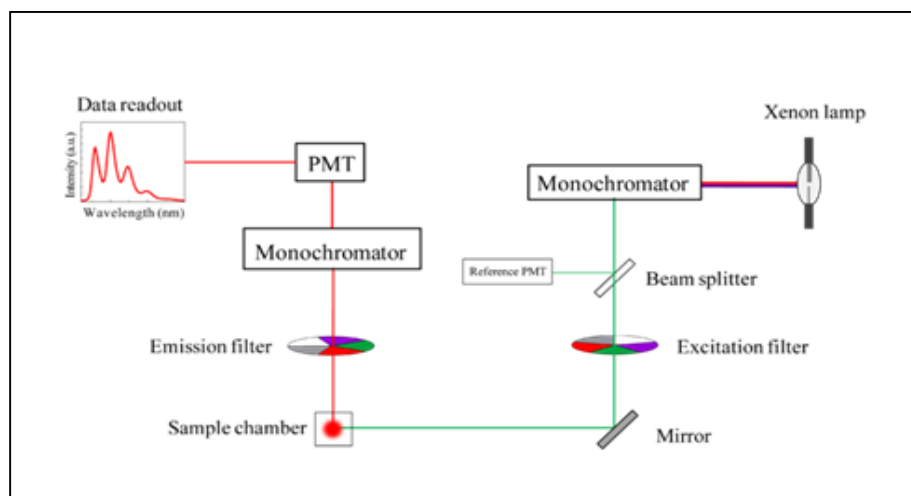 Data readout
Intensity (a.u.)
Wavelength (nm)
PMT
Monochromator
Emission filter
Sample chamber
Xenon lamp
Monochromator
Reference PMT
Beam splitter
Excitation filter
Mirror